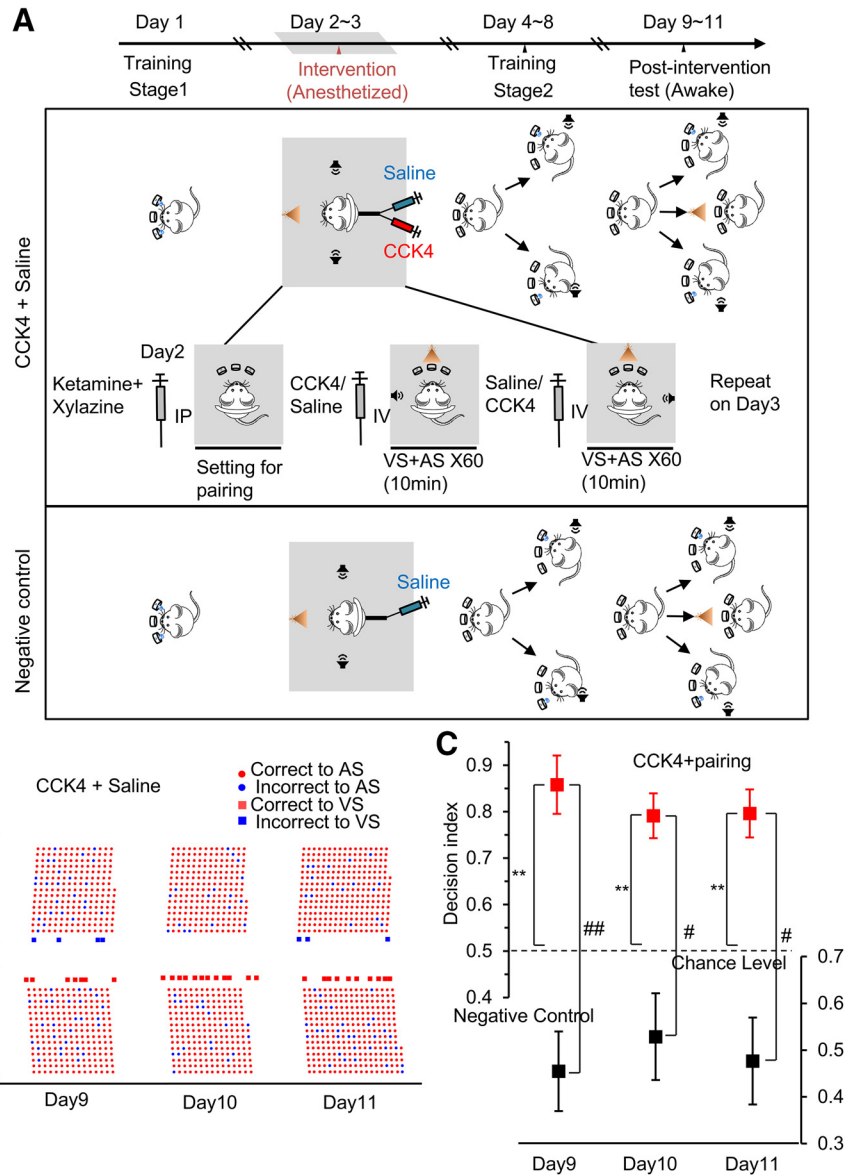 A
Day 1
Day 2~3
Day 4~8
Day 9~11
Training
Stage1
Intervention
(Anesthetized)
Training
Stage2
Post-intervention
test (Awake)
CCK4 + Saline
Saline
CCK4
Day2
Ketamine+
Xylazine
IP
Setting for
pairing
CCK4/
Saline
IV
VS+AS X60
(10min)
Saline/
CCK4
IV
VS+AS X60
(10min)
Repeat
on Day3
Negative control
Saline
CCK4 + Saline
Correct to AS
Incorrect to AS
Correct to VS
Incorrect to VS
Day9
Day10
Day11
C
CCK4+pairing
Decision index
0.9
0.8
0.7
0.6
0.5
0.4
**
##
**
#
**
#
Chance Level
Negative Control
0.7
0.6
0.5
0.4
0.3
Day9
Day10
Day11